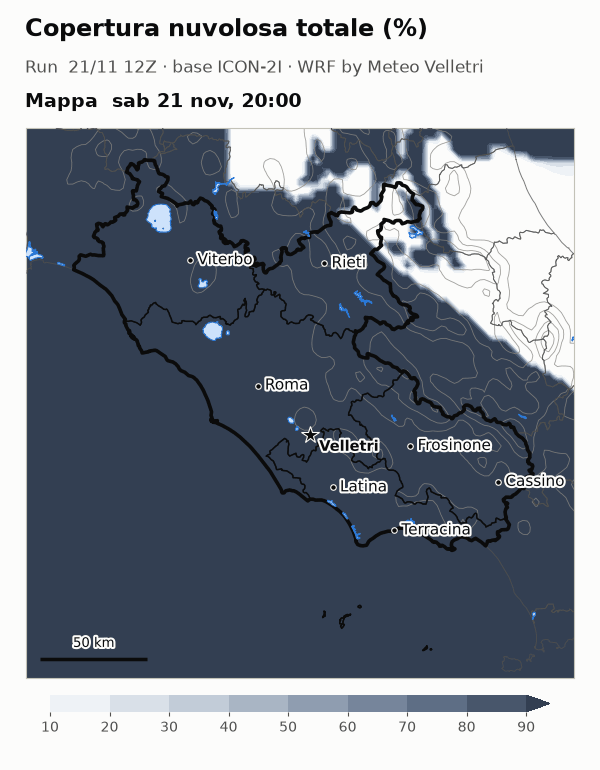 Copertura nuvolosa totale (%)
Run  21/11 12Z · base ICON-2I · WRF by Meteo Velletri
Mappa  sab 21 nov, 20:00
Viterbo
Rieti
Roma
Velletri
Frosinone
Cassino
Latina
Terracina
50 km
10 20 30 40 50 60 70 80 90